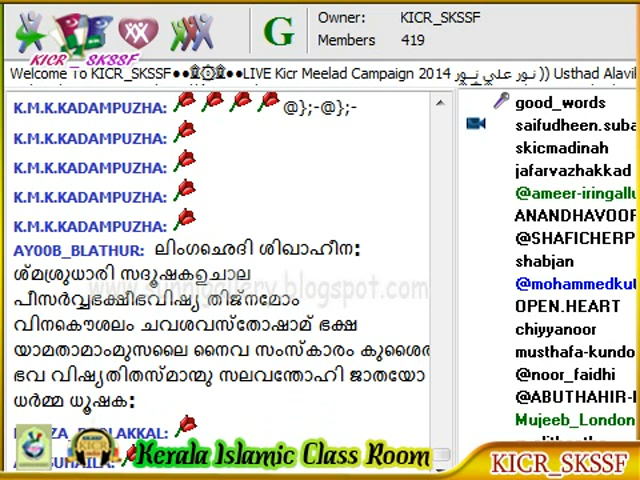 Owner: KICR_SKSSF
Members 419
KICR_SKSSF
Welcome To KICR_SKSSF●●۩۞۩●●LIVE Kicr Meelad Campaign 2014 نور علي نور )) Usthad Alavil
K.M.K.KADAMPUZHA: @};-@};-
K.M.K.KADAMPUZHA:
K.M.K.KADAMPUZHA:
K.M.K.KADAMPUZHA:
K.M.K.KADAMPUZHA:
AY00B_BLATHUR: ലിംഗഛെദി ശിഖാഹീന:
ശ്മശ്രുധാരി സദൂഷകഉചാല
പീസർവ്വഭക്ഷീഭവിഷ്യ തിജ്നമോം
വിനകൌശലം ചവശവസ്തോഷാമ് ഭക്ഷ
യാമതാമാംമുസലൈ നൈവ സംസ്കാരം കുശൈർ
ഭവ വിഷ്യതിതസ്മാന്മു സലവന്തോഹി ജാതയോ
ധർമ്മ ധൂഷക:
good_words
saifudheen.suba
skicmadinah
jafarvazhakkad
@ameer-iringallu
ANANDHAVOOR
@SHAFICHERP
shabjan
@mohammedkut
OPEN.HEART
chiyyanoor
musthafa-kundo
@noor_faidhi
@ABUTHAHIR-
Mujeeb_London
Kerala Islamic Class Room
KICR_SKSSF